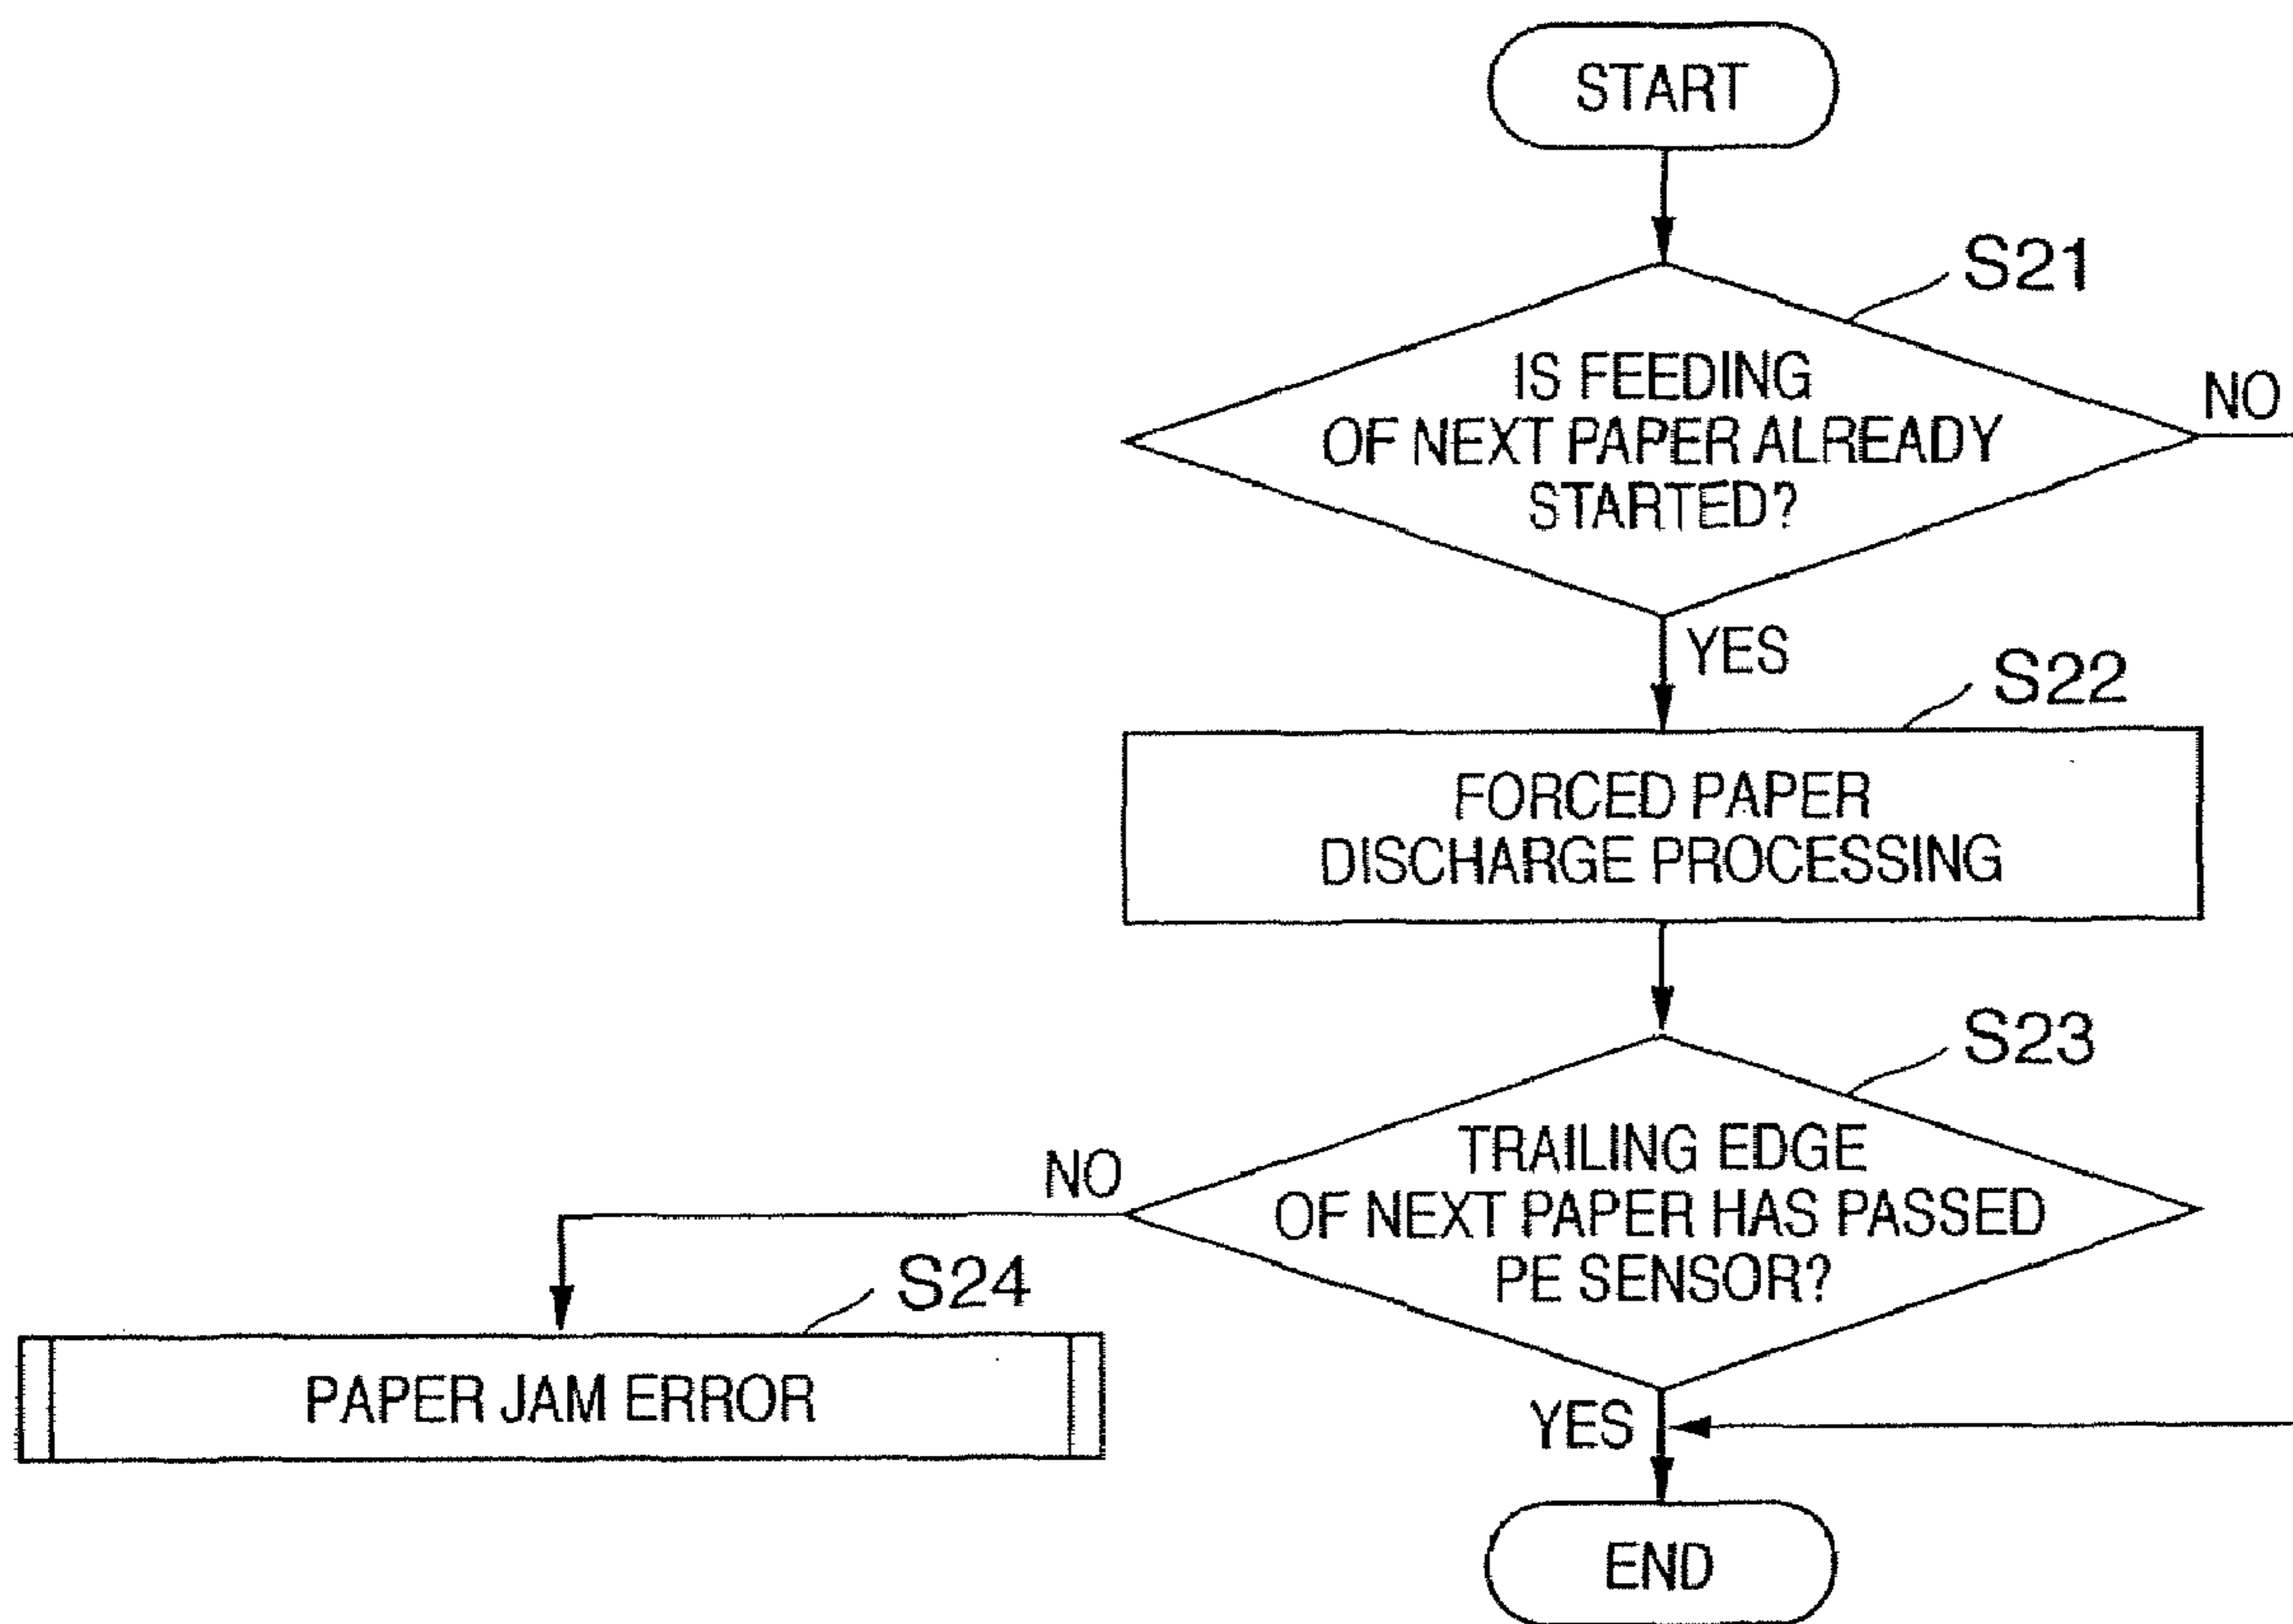 START
S21
IS FEEDING
OF NEXT PAPER ALREADY
STARTED?
NO
YES
S22
FORCED PAPER
DISCHARGE PROCESSING
S23
TRAILING EDGE
OF NEXT PAPER HAS PASSED
PE SENSOR?
NO
S24
PAPER JAM ERROR
YES
END